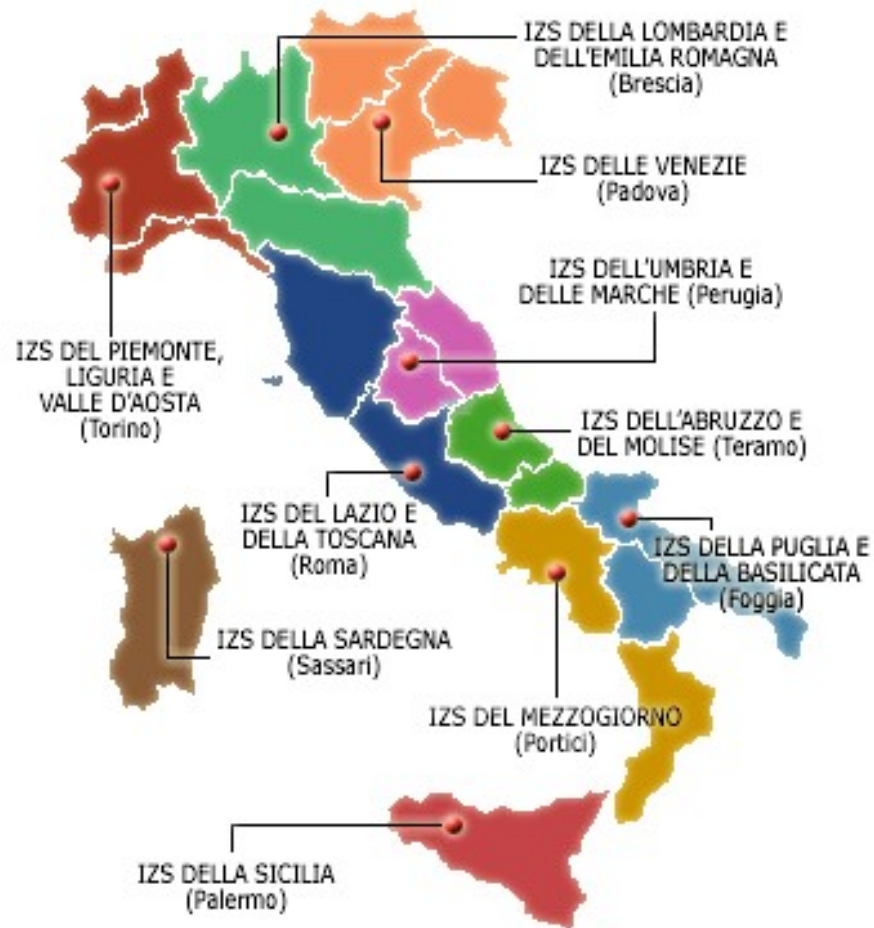 IZS DELLA LOMBARDIA E
DELL'EMILIA ROMAGNA
(Brescia)
IZS DELLE VENEZIE
(Padova)
IZS DELL'UMBRIA E
DELLE MARCHE (Perugia)
IZS DEL PIEMONTE,
LIGURIA E
VALLE D'AOSTA
(Torino)
IZS DELL'ABRUZZO E
DEL MOLISE (Teramo)
IZS DEL LAZIO E
DELLA TOSCANA
(Roma)
IZS DELLA PUGLIA E
DELLA BASILICATA
(Foggia)
IZS DELLA SARDEGNA
(Sassari)
IZS DEL MEZZOGIORNO
(Portici)
IZS DELLA SICILIA
(Palermo)